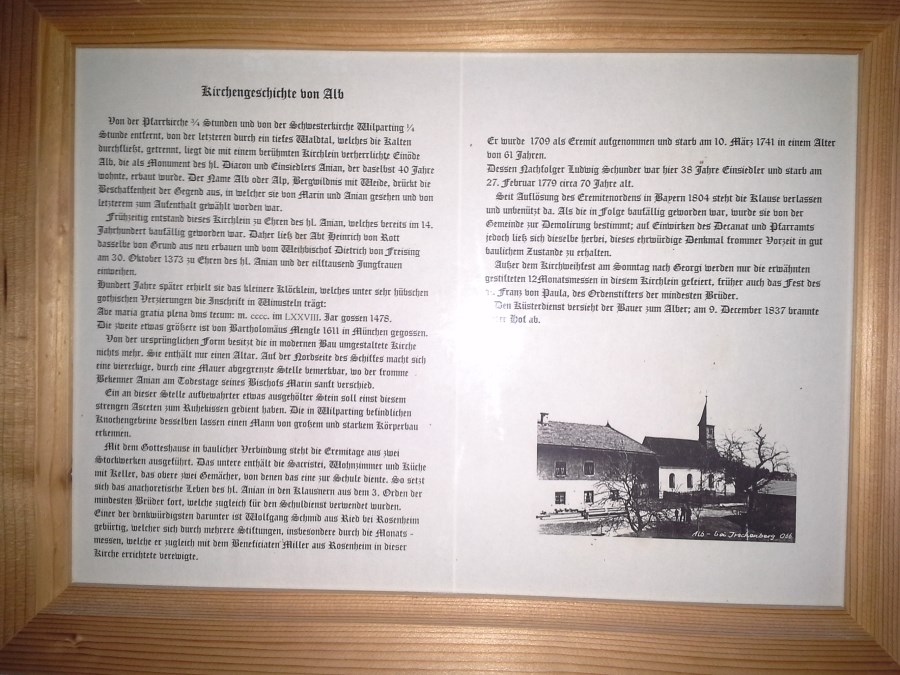 Kirchengeschichte von Alb
Von der Pfarrkirche ¾ Stunden und von der Schwesterkirche Wilparting ¼
Stunde entfernt, von der letzteren durch ein tiefes Waldtal, welches die Kalten
durchfließt, getrennt, liegt die mit einem berühmten Kirchlein verherrlichte Einöde
Alb, die als Monument des hl. Diacon und Einsiedlers Anian, der daselbst 40 Jahre
wohnte, erbaut wurde. Der Name Alb oder Alp, Bergwildnis mit Weide, drückt die
Beschaffenheit der Gegend aus, in welcher sie von Marin und Anian gesehen und von
letzterem zum Aufenthalt gewählt worden war.
Frühzeitig entstand dieses Kirchlein zu Ehren des hl. Anian, welches bereits im 14.
Jahrhundert baufällig geworden war. Daher ließ der Abt Heinrich von Rott
dasselbe von Grund aus neu erbauen und vom Weihbischof Dietrich von Freising
am 30. Oktober 1373 zu Ehren des hl. Anian und der eilftausend Jungfrauen
einweihen.
Hundert Jahre später erhielt sie das kleinere Klöcklein, welches unter sehr hübschen
gothischen Verzierungen die Inschrift in Minusteln trägt:
Ave maria gratia plena dms tecum: m. cccc. im LXXVIII. Jar gossen 1478.
Die zweite etwas größere ist von Bartholomäus Mengle 1611 in München gegossen.
Von der ursprünglichen Form besitzt die in modernen Bau umgestaltete Kirche
nichts mehr. Sie enthält nur einen Altar. Auf der Nordseite des Schiffes macht sich
eine viereckige, durch eine Mauer abgegrenzte Stelle bemerkbar, wo der fromme
Bekenner Anian am Todestage seines Bischofs Marin sanft verschied.
Ein an dieser Stelle aufbewahrter etwas ausgehölter Stein soll einst diesem
strengen Asceten zum Ruhekissen gedient haben. Die in Wilparting befindlichen
Knochengebeine desselben lassen einen Mann von großem und starkem Körperbau
erkennen.
Mit dem Gotteshause in baulicher Verbindung steht die Eremitage aus zwei
Stockwerken ausgeführt. Das untere enthält die Sacristei, Wohnzimmer und Küche
mit Keller, das obere zwei Gemächer, von denen das eine zur Schule diente. So setzt
sich das anachoretische Leben des hl. Anian in den Klausnern aus dem 3. Orden der
mindesten Brüder fort, welche zugleich für den Schuldienst verwendet wurden.
Einer der denkwürdigsten darunter ist Wolfgang Schmid aus Ried bei Rosenheim
gebürtig, welcher sich durch mehrere Stiftungen, insbesondere durch die Monats -
messen, welche er zugleich mit dem Beneficiaten Miller aus Rosenheim in dieser
Kirche errichtete verewigte.
Er wurde 1709 als Eremit aufgenommen und starb am 10. März 1741 in einem Alter
von 61 Jahren.
Dessen Nachfolger Ludwig Schunder war hier 38 Jahre Einsiedler und starb am
27. Februar 1779 circa 70 Jahre alt.
Seit Auflösung des Eremitenordens in Bayern 1804 steht die Klause verlassen
und unbenützt da. Als die in Folge baufällig geworden war, wurde sie von der
Gemeinde zur Demolirung bestimmt; auf Einwirken des Decanat und Pfarramts
jedoch ließ sich dieselbe herbei, dieses ehrwürdige Denkmal frommer Vorzeit in gut
baulichem Zustande zu erhalten.
Außer dem Kirchweihfest am Sonntag nach Georgi werden nur die erwähnten
gestifteten 12 Monatsmessen in diesem Kirchlein gefeiert, früher auch das Fest des
Franz von Paula, des Ordenstifters der mindesten Brüder.
Den Küsterdienst versieht der Bauer zum Alber; am 9. December 1837 brannte
Hof ab.
Alb - bei Irschenberg Obb.